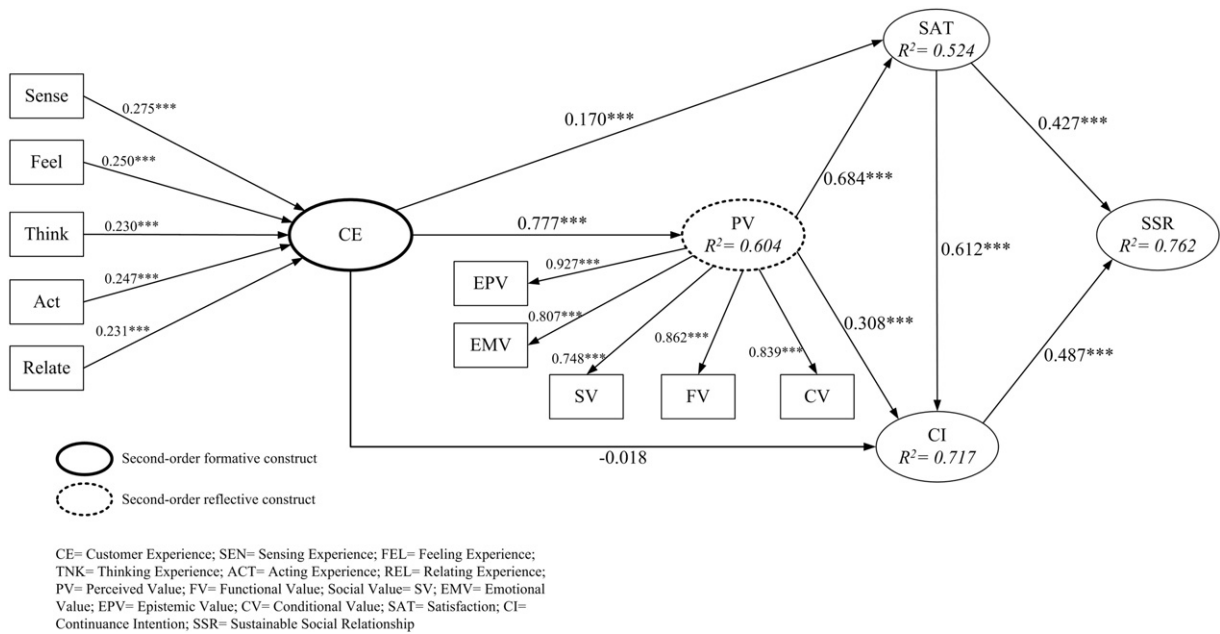 SAT
R²= 0.524
Sense
0.275***
0.170***
0.427***
Feel
0.250***
0.684***
Think
0.230***
CE
0.777***
PV
R²= 0.604
SSR
R²= 0.762
0.612***
Act
0.247***
EPV
0.927***
Relate
0.231***
EMV
0.807***
0.748***
0.862***
0.839***
0.308***
0.487***
SV
FV
CV
CI
R²= 0.717
-0.018
Second-order formative construct
Second-order reflective construct
CE= Customer Experience; SEN= Sensing Experience; FEL= Feeling Experience;
TNK= Thinking Experience; ACT= Acting Experience; REL= Relating Experience;
PV= Perceived Value; FV= Functional Value; Social Value= SV; EMV= Emotional
Value; EPV= Epistemic Value; CV= Conditional Value; SAT= Satisfaction; CI=
Continuance Intention; SSR= Sustainable Social Relationship